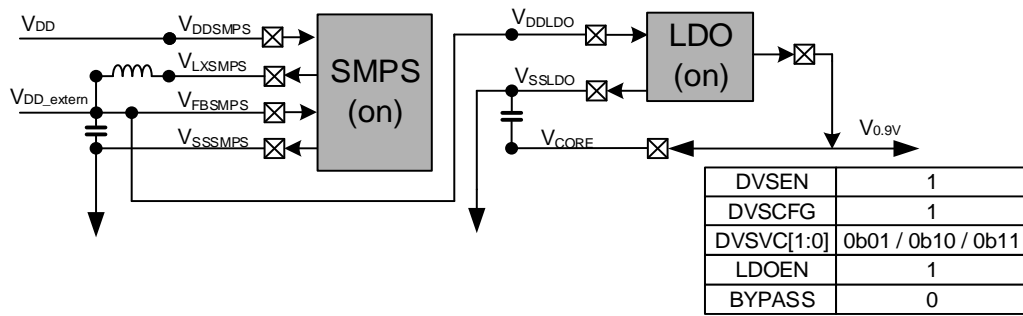 VDD
VDDSMPS
VLXSMPS
VDD_extern
VFBSMPS
VSSSMPS
SMPS
(on)
VDDLDO
VSSLDO
VCORE
LDO
(on)
V0.9V
DVSEN 1
DVSCFG 1
DVSVC[1:0] 0b01 / 0b10 / 0b11
LDOEN 1
BYPASS 0